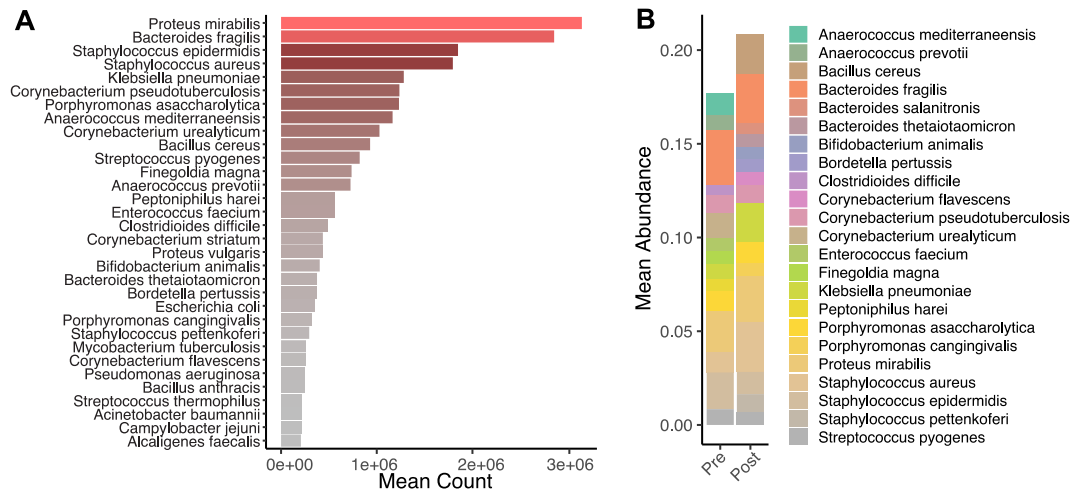 A
Proteus mirabilis
Bacteroides fragilis
Staphylococcus epidermidis
Staphylococcus aureus
Klebsiella pneumoniae
Corynebacterium pseudotuberculosis
Porphyromonas asaccharolytica
Anaerococcus mediterraneensis
Corynebacterium urealyticum
Bacillus cereus
Streptococcus pyogenes
Finegoldia magna
Anaerococcus prevotii
Peptoniphilus harei
Enterococcus faecium
Clostridioides difficile
Corynebacterium striatum
Proteus vulgaris
Bifidobacterium animalis
Bacteroides thetaiotaomicron
Bordetella pertussis
Escherichia coli
Porphyromonas cangingivalis
Staphylococcus pettenkoferi
Mycobacterium tuberculosis
Corynebacterium flavescens
Pseudomonas aeruginosa
Bacillus anthracis
Streptococcus thermophilus
Acinetobacter baumannii
Campylobacter jejuni
Alcaligenes faecalis
0e+00 1e+06 2e+06 3e+06
Mean Count
B
Mean Abundance
0.20
0.15
0.10
0.05
0.00
Pre Post
Anaerococcus mediterraneensis
Anaerococcus prevotii
Bacillus cereus
Bacteroides fragilis
Bacteroides salanitronis
Bacteroides thetaiotaomicron
Bifidobacterium animalis
Bordetella pertussis
Clostridioides difficile
Corynebacterium flavescens
Corynebacterium pseudotuberculosis
Corynebacterium urealyticum
Enterococcus faecium
Finegoldia magna
Klebsiella pneumoniae
Peptoniphilus harei
Porphyromonas asaccharolytica
Porphyromonas cangingivalis
Proteus mirabilis
Staphylococcus aureus
Staphylococcus epidermidis
Staphylococcus pettenkoferi
Streptococcus pyogenes